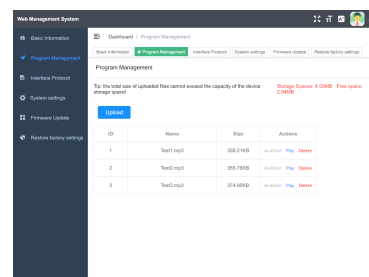 Web Management System
Dashboard / Program Management
Basic Information
Program Management
Interface Protocol
System settings
Firmware Update
Restore factory settings
Basic Information
Program Management
Interface Protocol
System settings
Firmware Update
Restore factory settings
Program Management
Tip: the total size of uploaded files cannot exceed the capacity of the device storage space!
Storage Spaces: 4.00MB Free space: 2.94MB
Upload
ID Name Size Actions
1 Test1.mp3 358.21KB Audition Play Delete
2 Test2.mp3 355.76KB Audition Play Delete
3 Test3.mp3 374.95KB Audition Play Delete